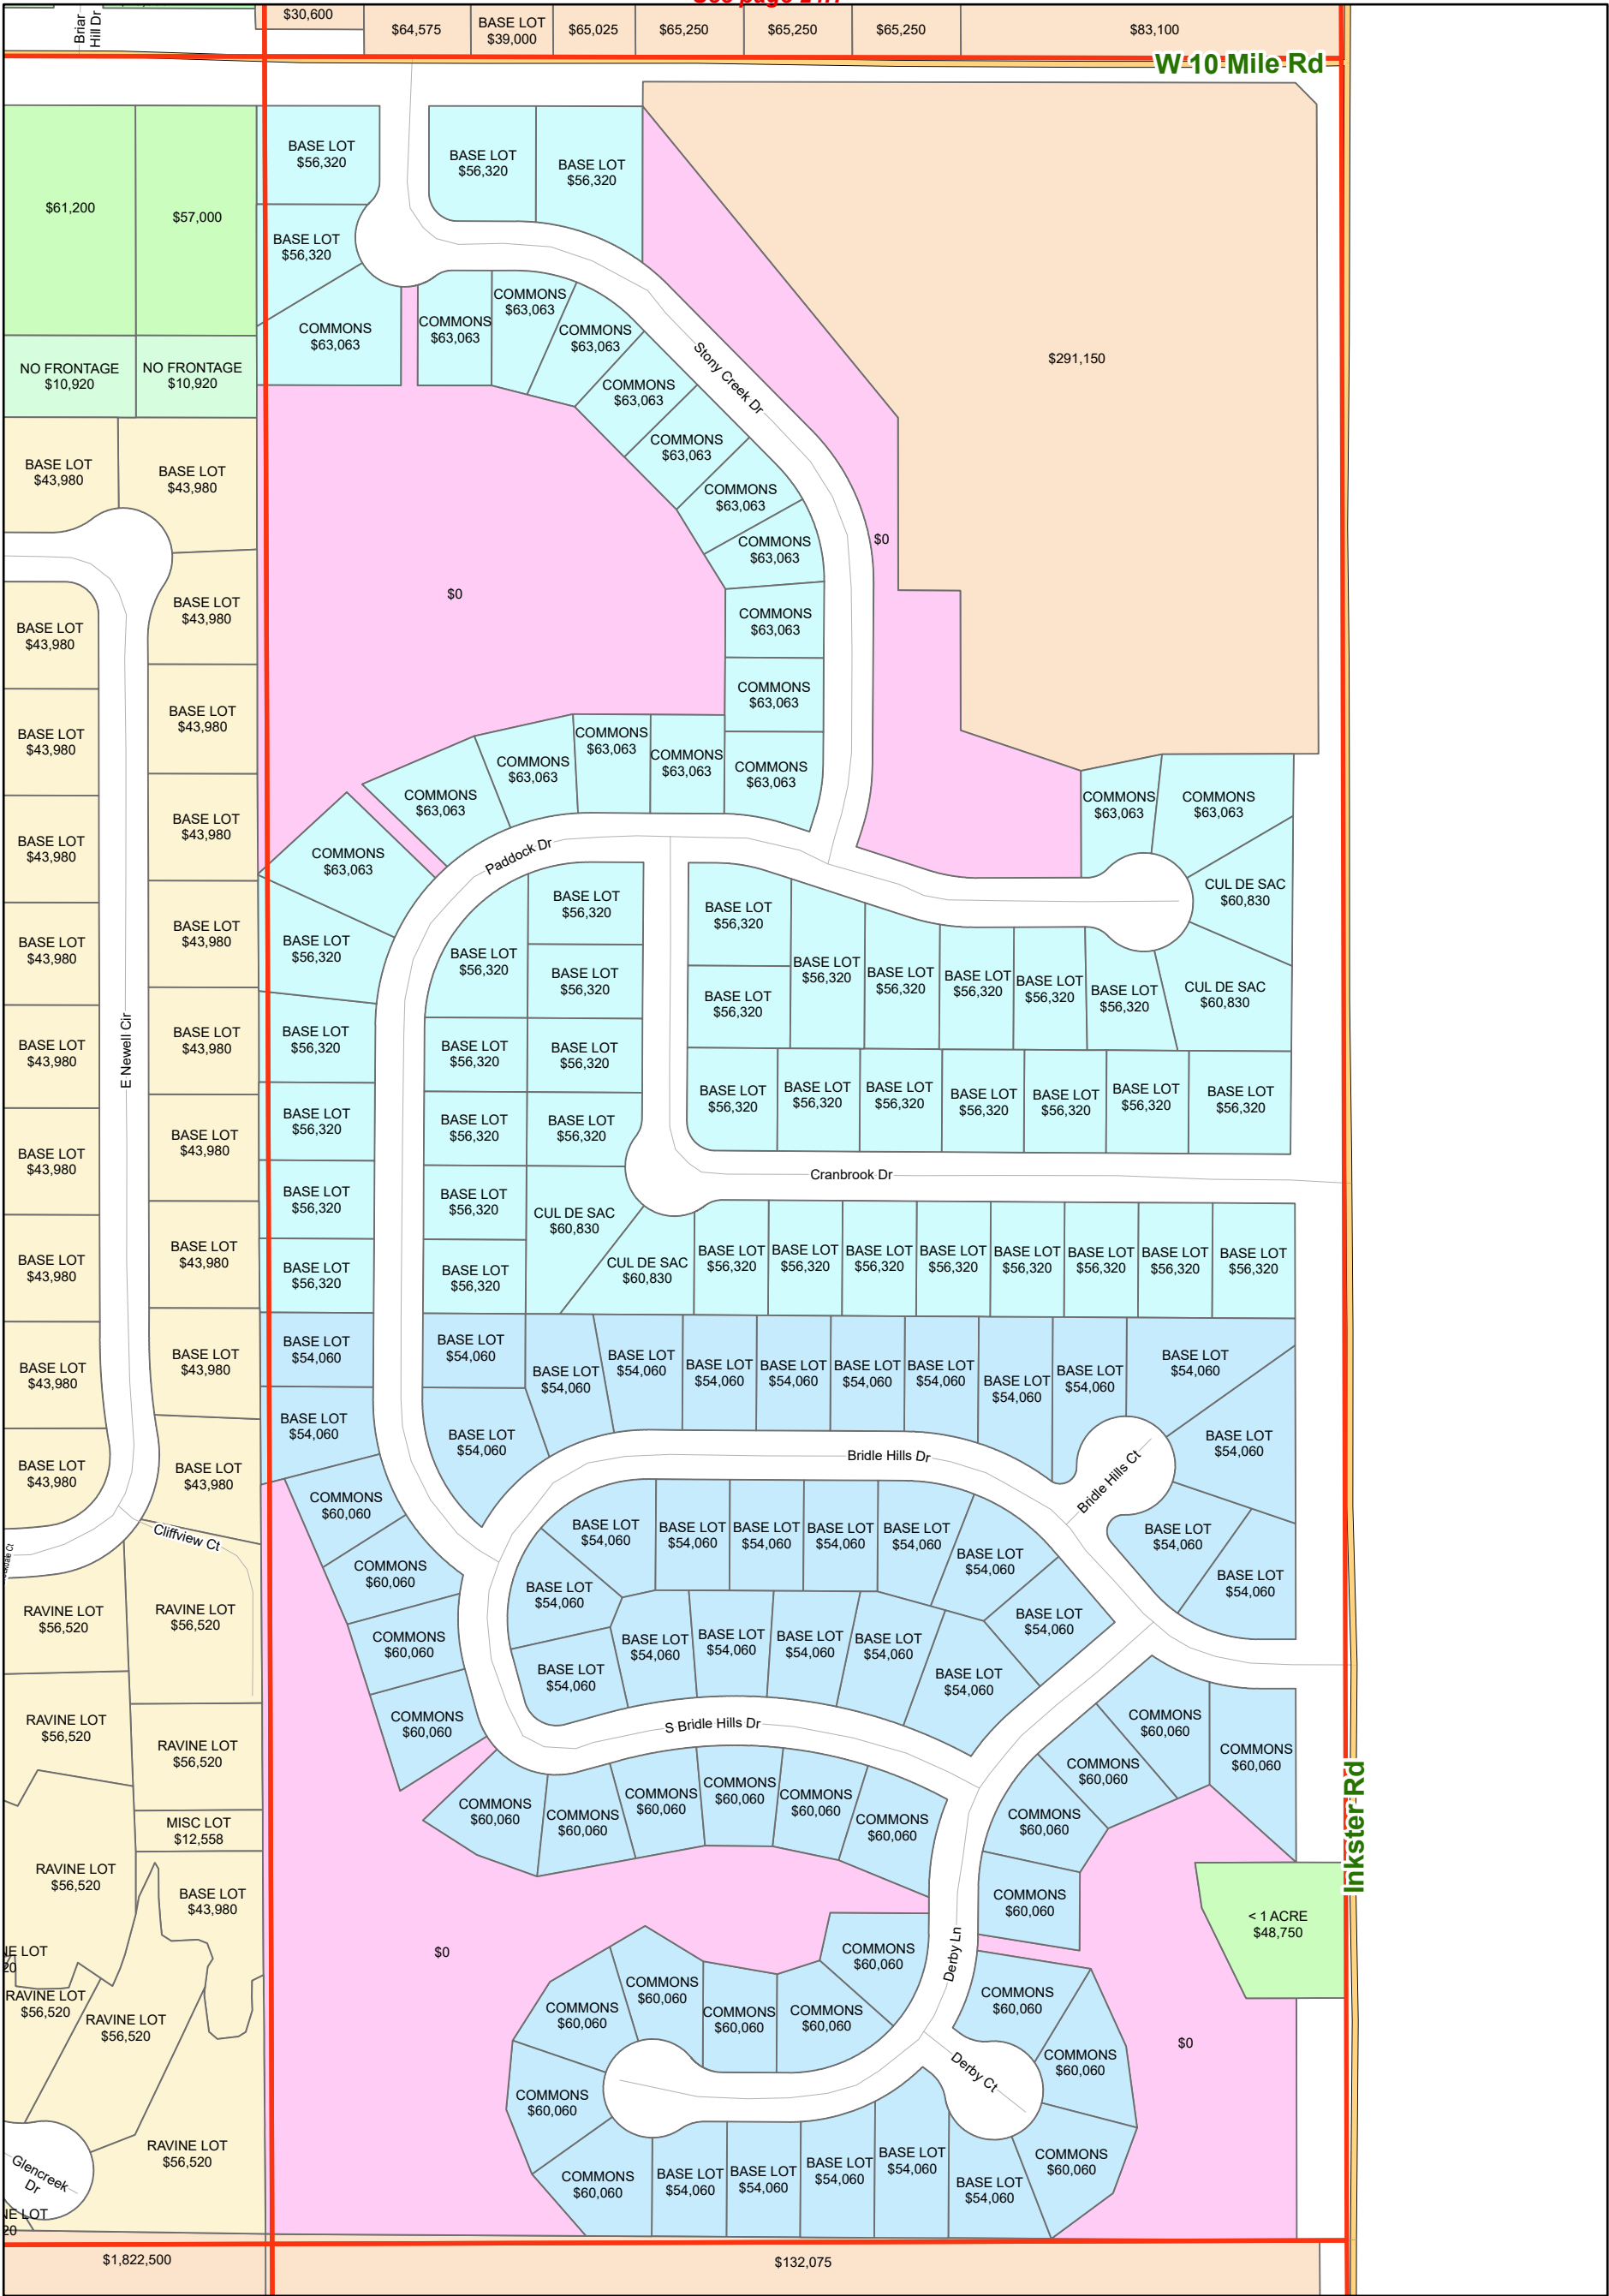 See page 24H
Briar
Hill Dr
$30,600
$64,575
BASE LOT
$39,000
$65,025
$65,250
$65,250
$65,250
$83,100
W 10 Mile Rd
$61,200
$57,000
BASE LOT
$56,320
BASE LOT
$56,320
BASE LOT
$56,320
BASE LOT
$56,320
COMMONS
$63,063
COMMONS
$63,063
COMMONS
$63,063
COMMONS
$63,063
COMMONS
$63,063
COMMONS
$63,063
COMMONS
$63,063
COMMONS
$63,063
COMMONS
$63,063
COMMONS
$63,063
COMMONS
$63,063
Stony Creek Dr
$291,150
NO FRONTAGE
$10,920
NO FRONTAGE
$10,920
$0
$0
BASE LOT
$43,980
BASE LOT
$43,980
BASE LOT
$43,980
BASE LOT
$43,980
BASE LOT
$43,980
BASE LOT
$43,980
BASE LOT
$43,980
BASE LOT
$43,980
BASE LOT
$43,980
BASE LOT
$43,980
BASE LOT
$43,980
BASE LOT
$43,980
BASE LOT
$43,980
BASE LOT
$43,980
BASE LOT
$43,980
BASE LOT
$43,980
BASE LOT
$43,980
BASE LOT
$43,980
BASE LOT
$43,980
BASE LOT
$43,980
E Newell Cir
COMMONS
$63,063
COMMONS
$63,063
COMMONS
$63,063
COMMONS
$63,063
COMMONS
$63,063
COMMONS
$63,063
COMMONS
$63,063
Paddock Dr
CUL DE SAC
$60,830
CUL DE SAC
$60,830
BASE LOT
$56,320
BASE LOT
$56,320
BASE LOT
$56,320
BASE LOT
$56,320
BASE LOT
$56,320
BASE LOT
$56,320
BASE LOT
$56,320
BASE LOT
$56,320
BASE LOT
$56,320
BASE LOT
$56,320
BASE LOT
$56,320
BASE LOT
$56,320
BASE LOT
$56,320
BASE LOT
$56,320
BASE LOT
$56,320
BASE LOT
$56,320
BASE LOT
$56,320
BASE LOT
$56,320
BASE LOT
$56,320
BASE LOT
$56,320
BASE LOT
$56,320
BASE LOT
$56,320
BASE LOT
$56,320
BASE LOT
$56,320
BASE LOT
$56,320
BASE LOT
$56,320
BASE LOT
$56,320
BASE LOT
$56,320
Cranbrook Dr
CUL DE SAC
$60,830
CUL DE SAC
$60,830
BASE LOT
$56,320
BASE LOT
$56,320
BASE LOT
$56,320
BASE LOT
$56,320
BASE LOT
$56,320
BASE LOT
$56,320
BASE LOT
$56,320
BASE LOT
$56,320
BASE LOT
$54,060
BASE LOT
$54,060
BASE LOT
$54,060
BASE LOT
$54,060
BASE LOT
$54,060
BASE LOT
$54,060
BASE LOT
$54,060
BASE LOT
$54,060
BASE LOT
$54,060
BASE LOT
$54,060
BASE LOT
$54,060
BASE LOT
$54,060
BASE LOT
$54,060
BASE LOT
$54,060
Bridle Hills Dr
Bridle Hills Ct
BASE LOT
$54,060
BASE LOT
$54,060
BASE LOT
$54,060
BASE LOT
$54,060
BASE LOT
$54,060
BASE LOT
$54,060
BASE LOT
$54,060
BASE LOT
$54,060
BASE LOT
$54,060
BASE LOT
$54,060
BASE LOT
$54,060
BASE LOT
$54,060
BASE LOT
$54,060
BASE LOT
$54,060
BASE LOT
$54,060
BASE LOT
$54,060
S Bridle Hills Dr
Cliffview Ct
COMMONS
$60,060
COMMONS
$60,060
COMMONS
$60,060
COMMONS
$60,060
RAVINE LOT
$56,520
RAVINE LOT
$56,520
RAVINE LOT
$56,520
RAVINE LOT
$56,520
MISC LOT
$12,558
RAVINE LOT
$56,520
BASE LOT
$43,980
COMMONS
$60,060
COMMONS
$60,060
COMMONS
$60,060
COMMONS
$60,060
COMMONS
$60,060
COMMONS
$60,060
COMMONS
$60,060
COMMONS
$60,060
COMMONS
$60,060
COMMONS
$60,060
COMMONS
$60,060
Inkster Rd
< 1 ACRE
$48,750
$0
Derby Ln
$0
COMMONS
$60,060
COMMONS
$60,060
COMMONS
$60,060
COMMONS
$60,060
COMMONS
$60,060
COMMONS
$60,060
COMMONS
$60,060
COMMONS
$60,060
COMMONS
$60,060
COMMONS
$60,060
Derby Ct
BASE LOT
$54,060
BASE LOT
$54,060
BASE LOT
$54,060
BASE LOT
$54,060
BASE LOT
$54,060
NE LOT
20
RAVINE LOT
$56,520
RAVINE LOT
$56,520
RAVINE LOT
$56,520
Glencreek
Dr
NE LOT
20
$1,822,500
$132,075